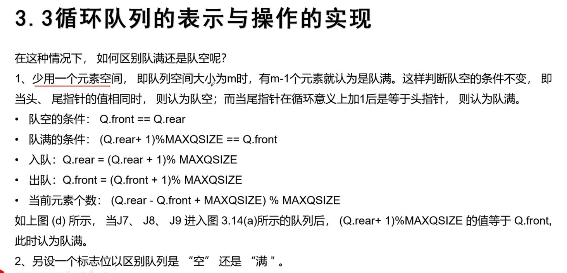 3.3循环队列的表示与操作的实现
在这种情况下， 如何区别队满还是队空呢?
1、少用一个元素空间， 即队列空间大小为m时，有m-1个元素就认为是队满。这样判断队空的条件不变， 即
当头、 尾指针的值相同时， 则认为队空；而当尾指针在循环意义上加1后是等于头指针， 则认为队满。
• 队空的条件： Q.front == Q.rear
• 队满的条件： (Q.rear+ 1)%MAXQSIZE == Q.front
• 入队：Q.rear = (Q.rear + 1)% MAXQSIZE
• 出队：Q.front = (Q.front + 1)% MAXQSIZE
• 当前元素个数： (Q.rear - Q.front + MAXQSIZE) % MAXQSIZE
如上图 (d) 所示， 当J7、 J8、 J9 进入图 3.14(a)所示的队列后， (Q.rear+ 1)%MAXQSIZE 的值等于 Q.front,
此时认为队满。
2、另设一个标志位以区别队列是 “空” 还是 “满 " 。